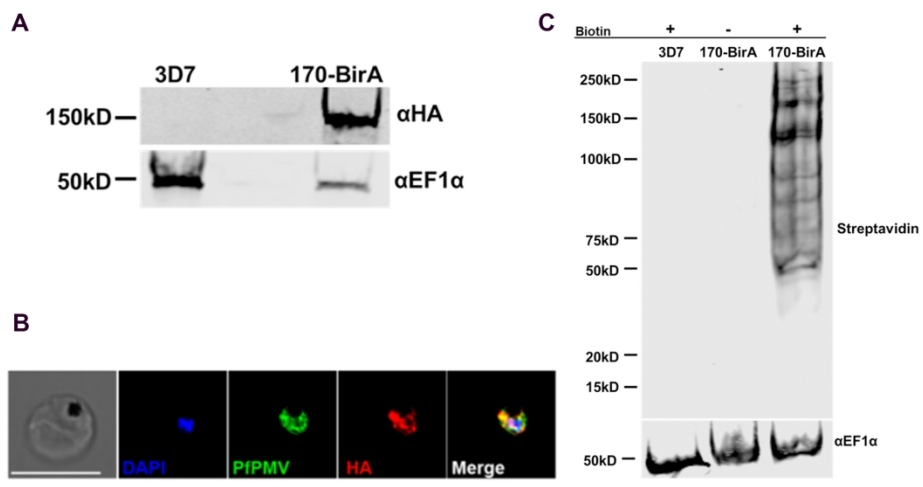 A
3D7 170-BirA
150kD αHA
50kD αEF1α
B
DAPI PfPMV HA Merge
C
Biotin + - +
3D7 170-BirA 170-BirA
250kD
150kD
100kD
75kD
50kD
20kD
15kD
Streptavidin
50kD αEF1α